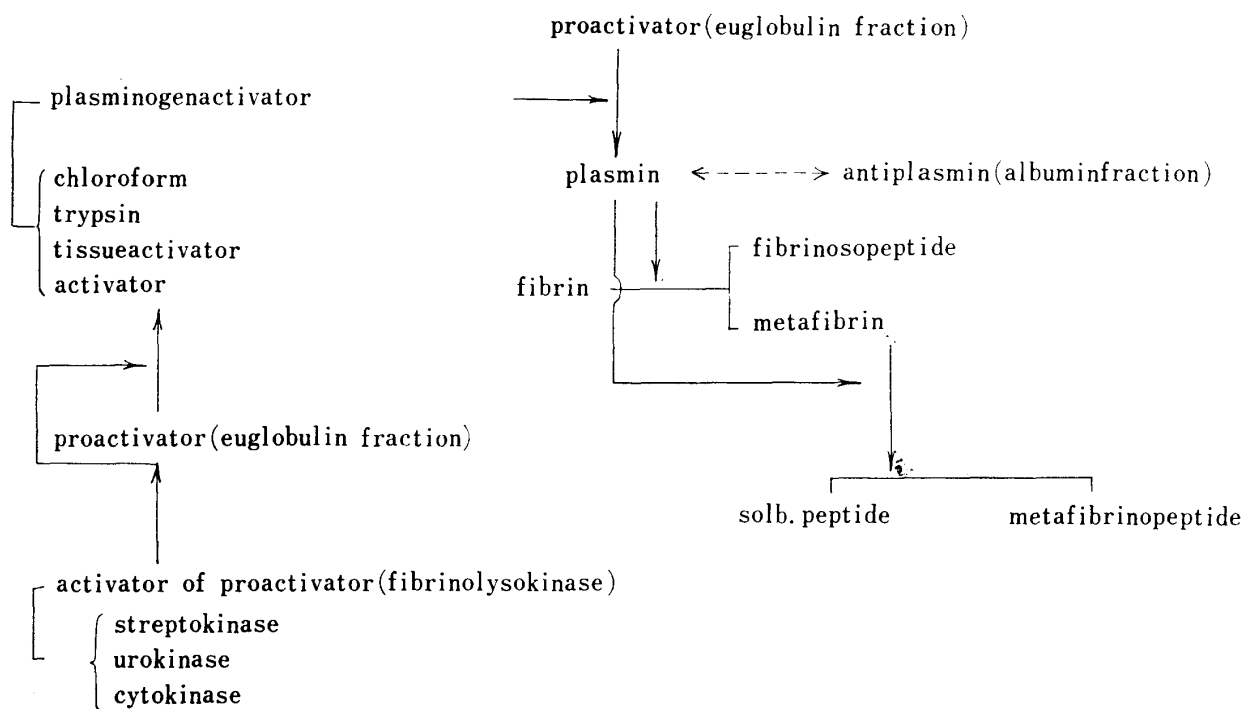 proactivator(euglobulin fraction)
plasminogenactivator
chloroform
trypsin
tissueactivator
activator
plasmin
antiplasmin(albuminfraction)
fibrinosopeptide
fibrin
metafibrin
proactivator(euglobulin fraction)
solb.peptide
metafibrinopeptide
activator of proactivator(fibrinolysokinase)
streptokinase
urokinase
cytokinase